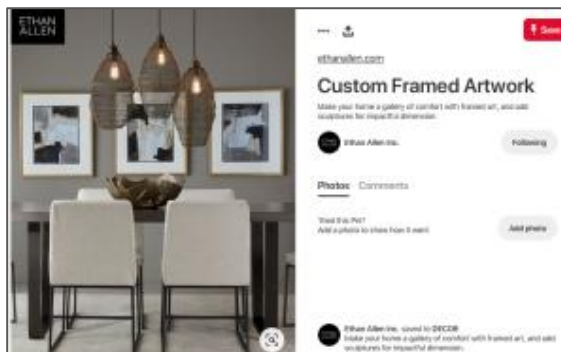 ETHAN
ALLEN
Save
ethanallen.com
Custom Framed Artwork
Make your home a gallery of comfort with framed art, and add
sculptures for impactful dimension.
Ethan Allen Inc.
Following
Photos Comments
Tried this Pin?
Add a photo to show how it went
Add photo
Ethan Allen Inc. saved to DECOR
Make your home a gallery of comfort with framed art, and add
sculptures for impactful dimension.